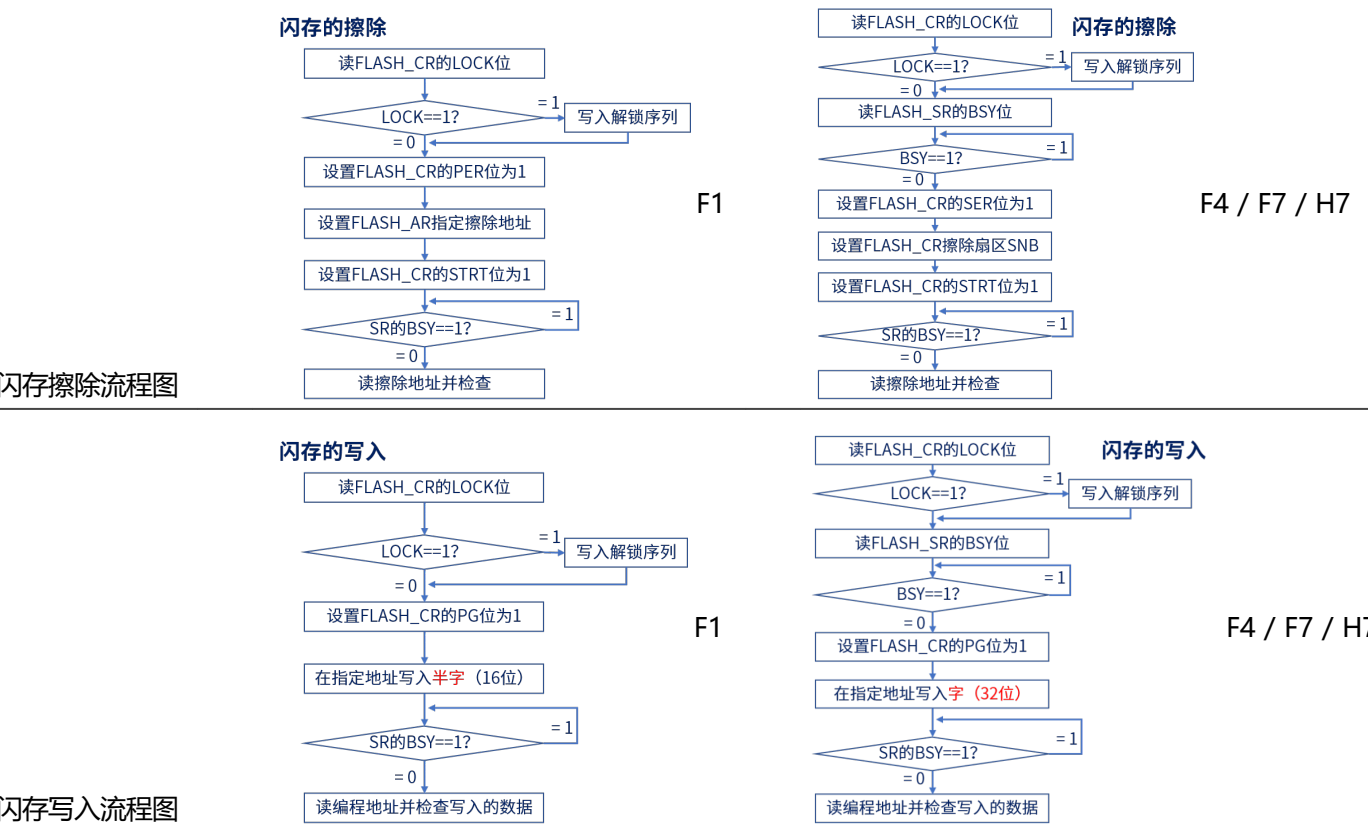 闪存的擦除
读FLASH_CR的LOCK位
LOCK==1?
= 1
写入解锁序列
= 0
设置FLASH_CR的PER位为1
设置FLASH_AR指定擦除地址
设置FLASH_CR的STRT位为1
= 1
SR的BSY==1?
= 0
读擦除地址并检查
F1
读FLASH_CR的LOCK位
闪存的擦除
LOCK==1?
= 1
写入解锁序列
= 0
读FLASH_SR的BSY位
BSY==1?
= 1
= 0
设置FLASH_CR的SER位为1
设置FLASH_CR擦除扇区SNB
设置FLASH_CR的STRT位为1
SR的BSY==1?
= 1
= 0
读擦除地址并检查
F4 / F7 / H7
闪存擦除流程图
闪存的写入
读FLASH_CR的LOCK位
LOCK==1?
= 1
写入解锁序列
= 0
设置FLASH_CR的PG位为1
在指定地址写入半字（16位）
= 1
SR的BSY==1?
= 0
读编程地址并检查写入的数据
F1
读FLASH_CR的LOCK位
闪存的写入
LOCK==1?
= 1
写入解锁序列
读FLASH_SR的BSY位
BSY==1?
= 1
= 0
设置FLASH_CR的PG位为1
在指定地址写入字（32位）
= 1
SR的BSY==1?
= 0
读编程地址并检查写入的数据
F4 / F7 / H7
闪存写入流程图